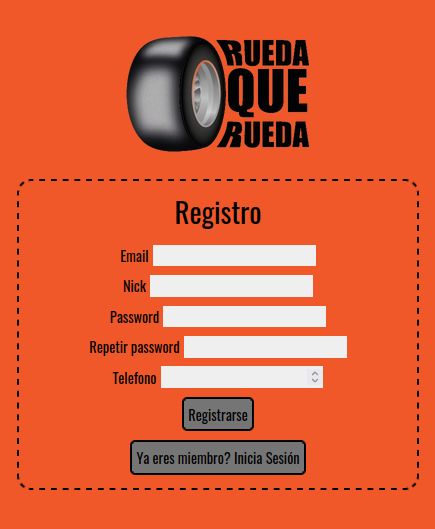 RUEDA
QUE
RUEDA
Registro
Email
Nick
Password
Repetir password
Telefono
Registrarse
Ya eres miembro? Inicia Sesión